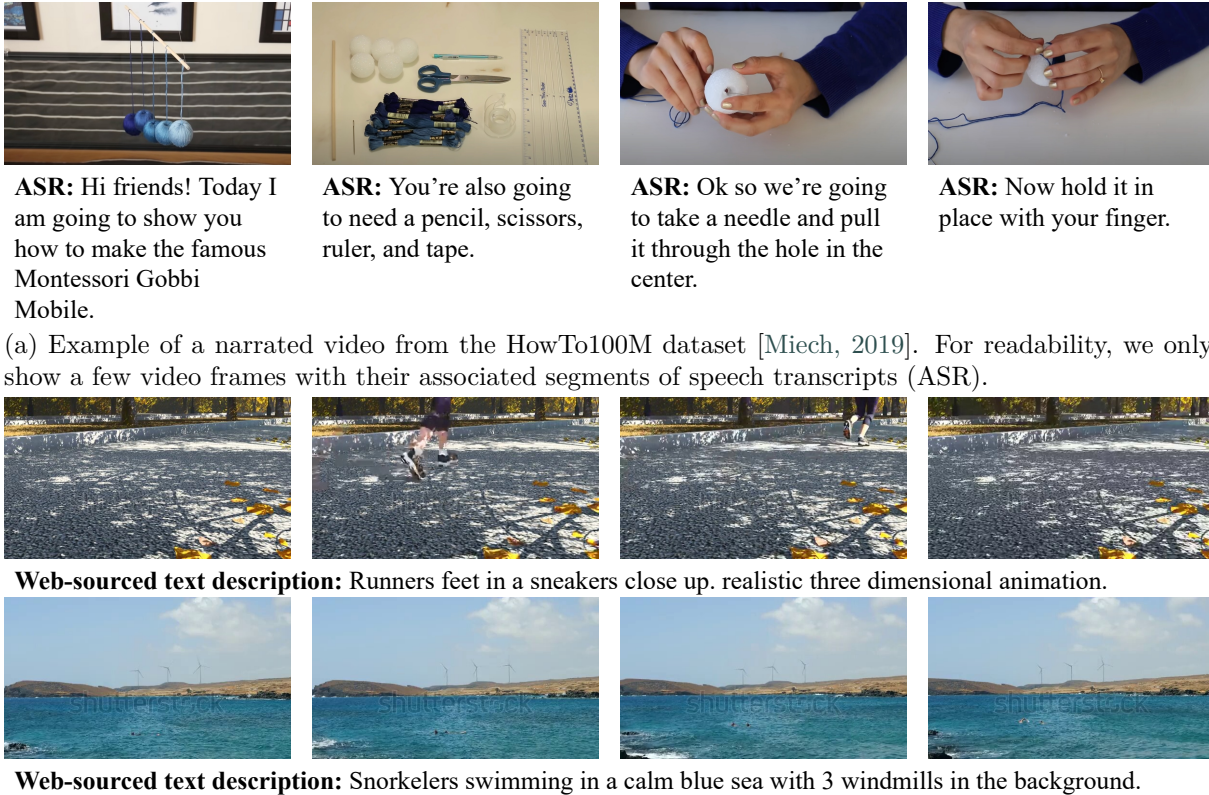 ASR: Hi friends! Today I
am going to show you
how to make the famous
Montessori Gobbi
Mobile.
ASR: You're also going
to need a pencil, scissors,
ruler, and tape.
ASR: Ok so we're going
to take a needle and pull
it through the hole in the
center.
ASR: Now hold it in
place with your finger.
(a) Example of a narrated video from the HowTo100M dataset [Miech, 2019]. For readability, we only
show a few video frames with their associated segments of speech transcripts (ASR).
Web-sourced text description: Runners feet in a sneakers close up. realistic three dimensional animation.
shutterstock
shutterstock
shutterstock
shutterstock
Web-sourced text description: Snorkelers swimming in a calm blue sea with 3 windmills in the background.